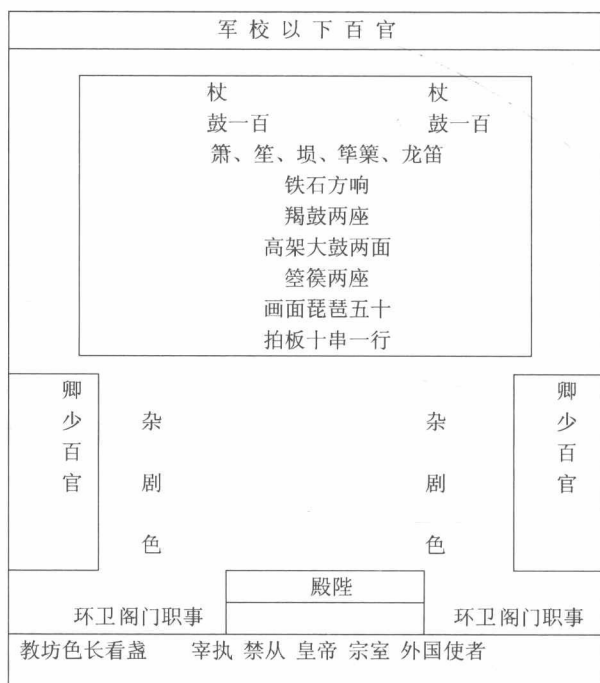 军校以下百官
杖 杖
鼓一百 鼓一百
箫、笙、埙、筚篥、龙笛
铁石方响
羯鼓两座
高架大鼓两面
箜篌两座
画面琵琶五十
拍板十串一行
卿少百官
杂剧色
杂剧色
卿少百官
殿陛
环卫阁门职事 环卫阁门职事
教坊色长看盏 宰执 禁从 皇帝 宗室 外国使者